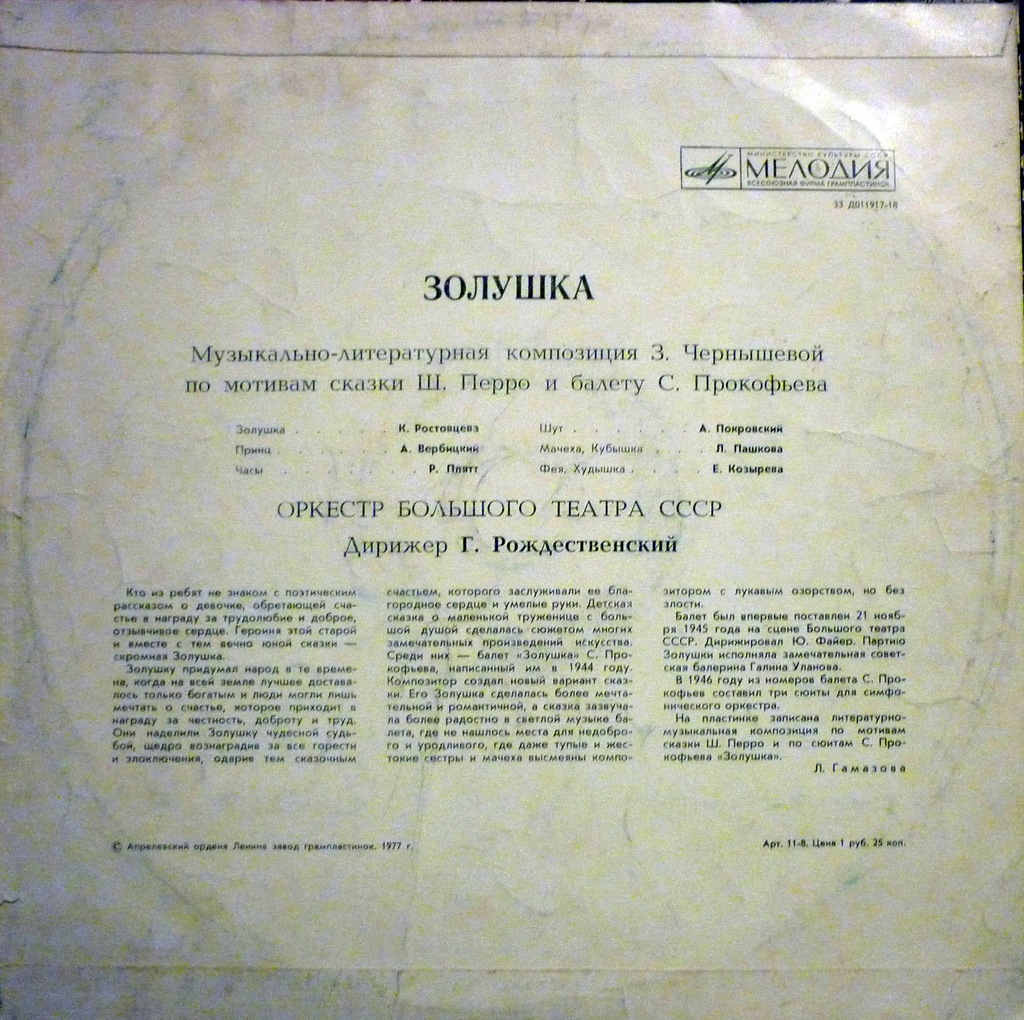 МИНИСТЕРСТВО КУЛЬТУРЫ СССР
МЕЛОДИЯ
ВСЕСОЮЗНАЯ ФИРМА ГРАМПЛАСТИНОК
33 Д011917-18
ЗОЛУШКА
Музыкально-литературная композиция З. Чернышевой
по мотивам сказки Ш. Перро и балету С. Прокофьева
Золушка . . . . . . К. Ростовцева
Принц . . . . . . А. Вербицкий
Часы . . . . . . Р. Плятт
Шут . . . . . . А. Покровский
Мачеха, Кубышка . . . Л. Пашкова
Фея, Худышка . . . . Е. Козырева
ОРКЕСТР БОЛЬШОГО ТЕАТРА СССР
Дирижер Г. Рождественский
Кто из ребят не знаком с поэтическим
рассказом о девочке, обретающей сча-
стье в награду за трудолюбие и доброе,
отзывчивое сердце. Героиня этой старой
и вместе с тем вечно юной сказки —
скромная Золушка.
Золушку придумал народ в те време-
на, когда на всей земле лучшее достава-
лось только богатым и люди могли лишь
мечтать о счастье, которое приходит в
награду за честность, доброту и труд.
Они наделили Золушку чудесной судь-
бой, щедро вознаградив за все горести
и злоключения, одарив тем сказочным
счастьем, которого заслуживали ее бла-
городное сердце и умелые руки. Детская
сказка о маленькой труженице с боль-
шой душой сделалась сюжетом многих
замечательных произведений искусства.
Среди них — балет «Золушка» С. Про-
кофьева, написанный им в 1944 году.
Композитор создал новый вариант сказ-
ки. Его Золушка сделалась более мечта-
тельной и романтичной, а сказка зазвуча-
ла более радостно в светлой музыке ба-
лета, где не нашлось места для недобро-
го и уродливого, где даже тупые и жес-
токие сестры и мачеха высмеяны компо-
зитором с лукавым озорством, но без
злости.
Балет был впервые поставлен 21 нояб-
ря 1945 года на сцене Большого театра
СССР. Дирижировал Ю. Файер. Партию
Золушки исполняла замечательная совет-
ская балерина Галина Уланова.
В 1946 году из номеров балета С. Про-
кофьев составил три сюиты для симфо-
нического оркестра.
На пластинке записана литературно-
музыкальная композиция по мотивам
сказки Ш. Перро и по сюитам С. Про-
кофьева «Золушка».
Л. Гамазова
© Апрелевский ордена Ленина завод грампластинок. 1977 г.
Арт. 11-8. Цена 1 руб. 25 коп.